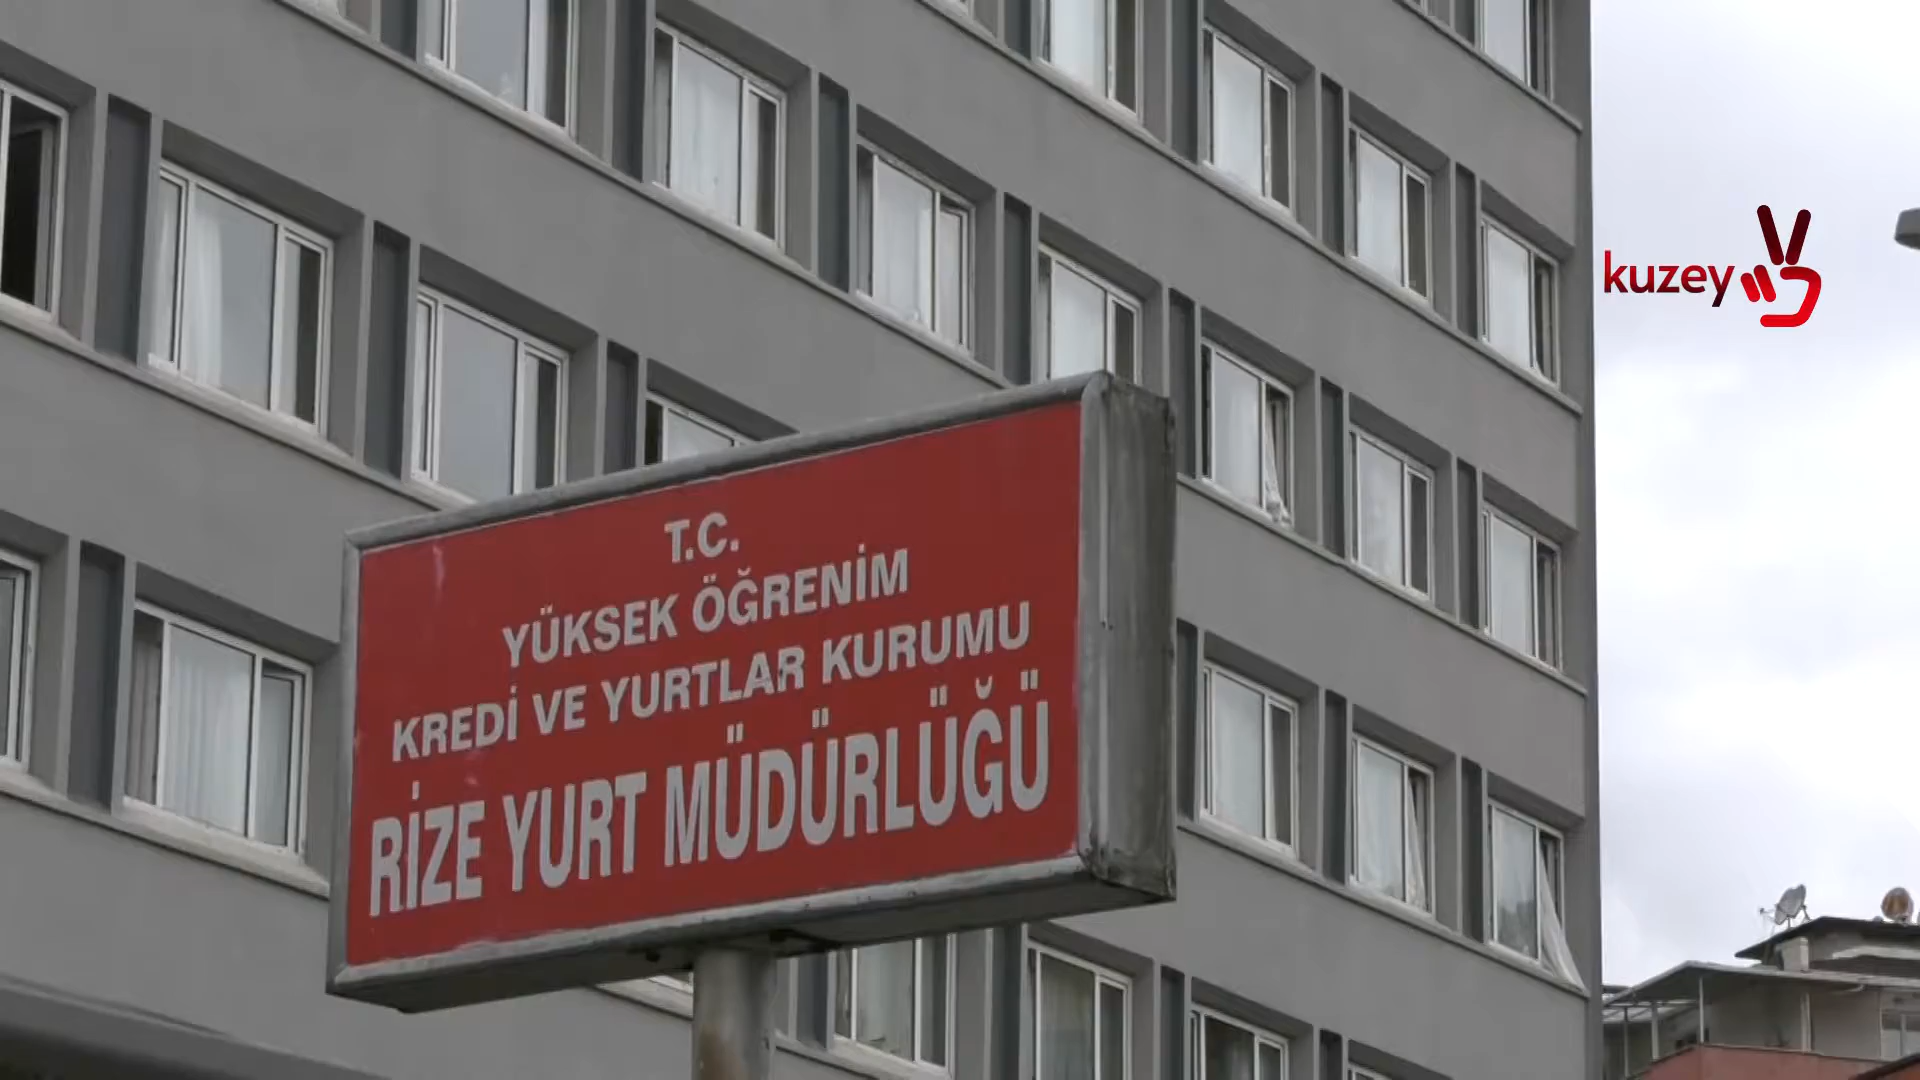 T.C.
YÜKSEK ÖĞRENİM
KREDİ VE YURTLAR KURUMU
RİZE YURT MÜDÜRLÜĞÜ
kuzey